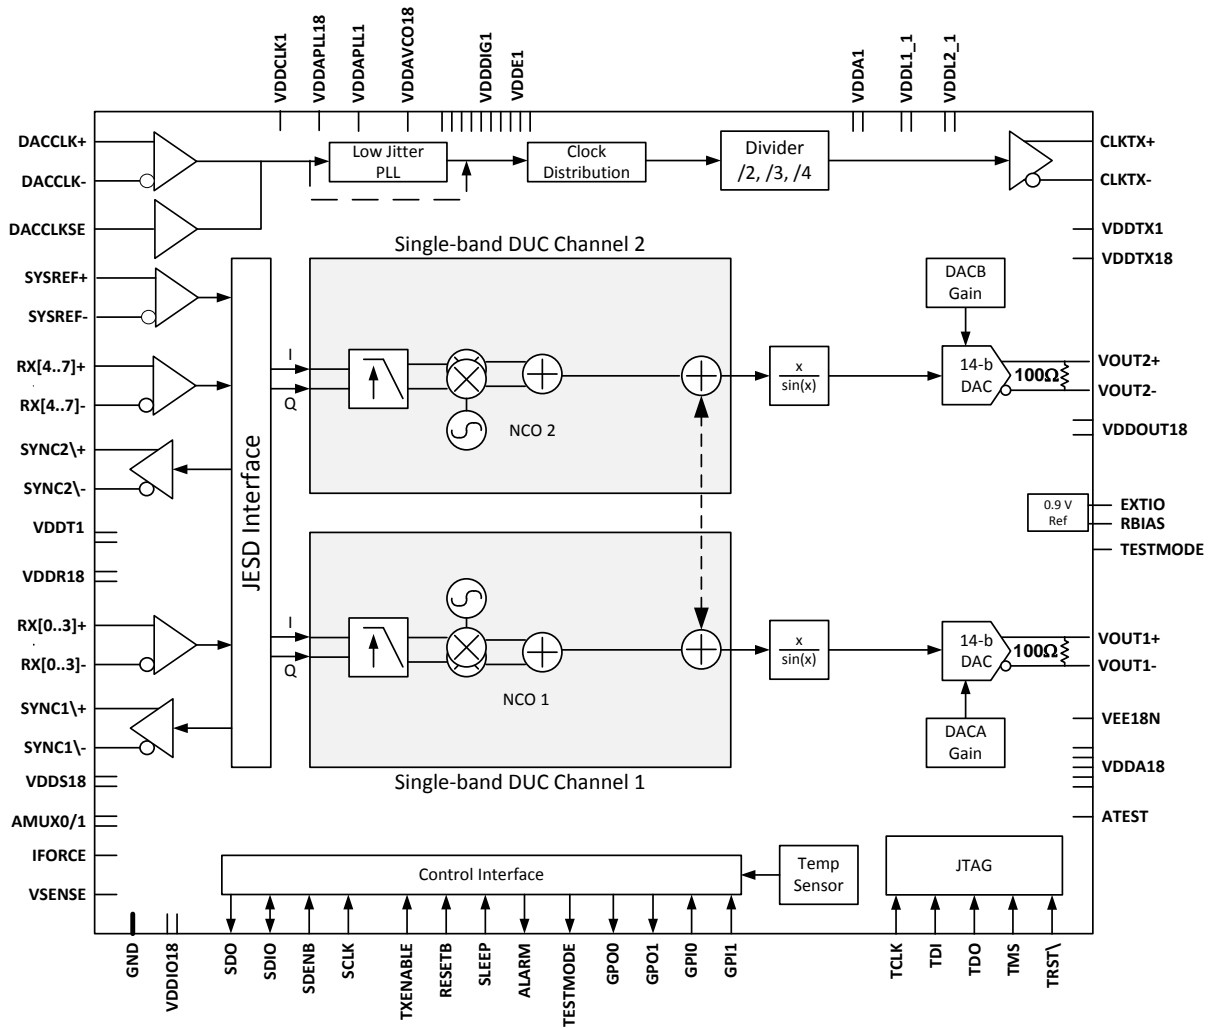 VDDCLK1
VDDAPLL18
VDDAPLL1
VDDAVCO18
VDDDIG1
VDDE1
VDDA1
VDDL1_1
VDDL2_1
DACCLK+
DACCLK-
DACCLKSE
SYSREF+
SYSREF-
RX[4..7]+
RX[4..7]-
SYNC2\+
SYNC2\-
VDDT1
VDDR18
RX[0..3]+
RX[0..3]-
SYNC1\+
SYNC1\-
VDDS18
AMUX0/1
IFORCE
VSENSE
Low Jitter
PLL
Clock
Distribution
Divider
/2, /3, /4
CLKTX+
CLKTX-
VDDTX1
VDDTX18
JESD Interface
Single-band DUC Channel 2
I
Q
NCO 2
x
sin(x)
DACB
Gain
14-b
DAC
100Ω
VOUT2+
VOUT2-
VDDOUT18
0.9 V
Ref
EXTIO
RBIAS
TESTMODE
I
Q
NCO 1
Single-band DUC Channel 1
x
sin(x)
14-b
DAC
100Ω
DACA
Gain
VOUT1+
VOUT1-
VEE18N
VDDA18
ATEST
Control Interface
Temp
Sensor
JTAG
GND
VDDIO18
SDO
SDIO
SDENB
SCLK
TXENABLE
RESETB
SLEEP
ALARM
TESTMODE
GPO0
GPO1
GPI0
GPI1
TCLK
TDI
TDO
TMS
TRST\